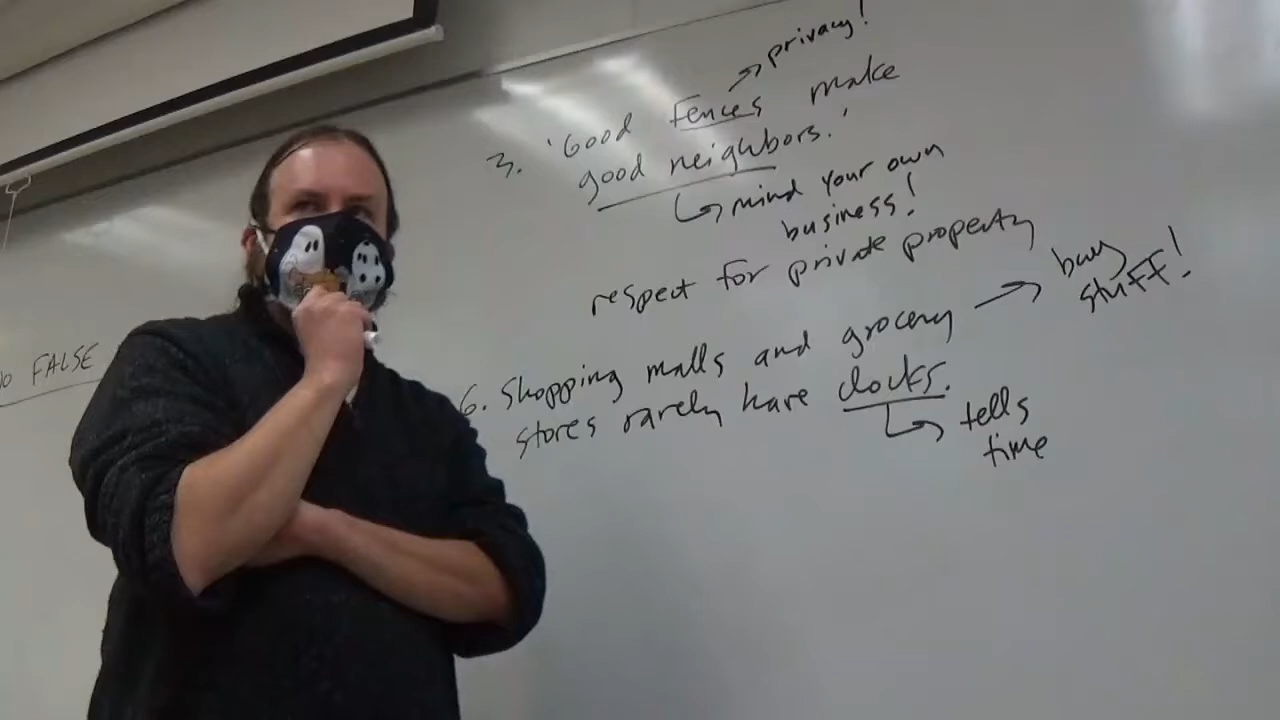 privacy!
3. 'Good fences make
good neighbors.'
mind your own
business!
respect for private property
buy
stuff!
6. Shopping malls and grocery
stores rarely have clocks.
tells
time
FALSE